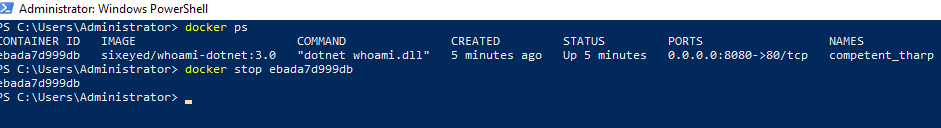 Administrator: Windows PowerShell
PS C:\Users\Administrator> docker ps
CONTAINER ID   IMAGE                        COMMAND               CREATED         STATUS         PORTS                  NAMES
ebada7d999db   sixeyed/whoami-dotnet:3.0   "dotnet whoami.dll"   5 minutes ago   Up 5 minutes   0.0.0.0:8080->80/tcp   competent_tharp
PS C:\Users\Administrator> docker stop ebada7d999db
ebada7d999db
PS C:\Users\Administrator>